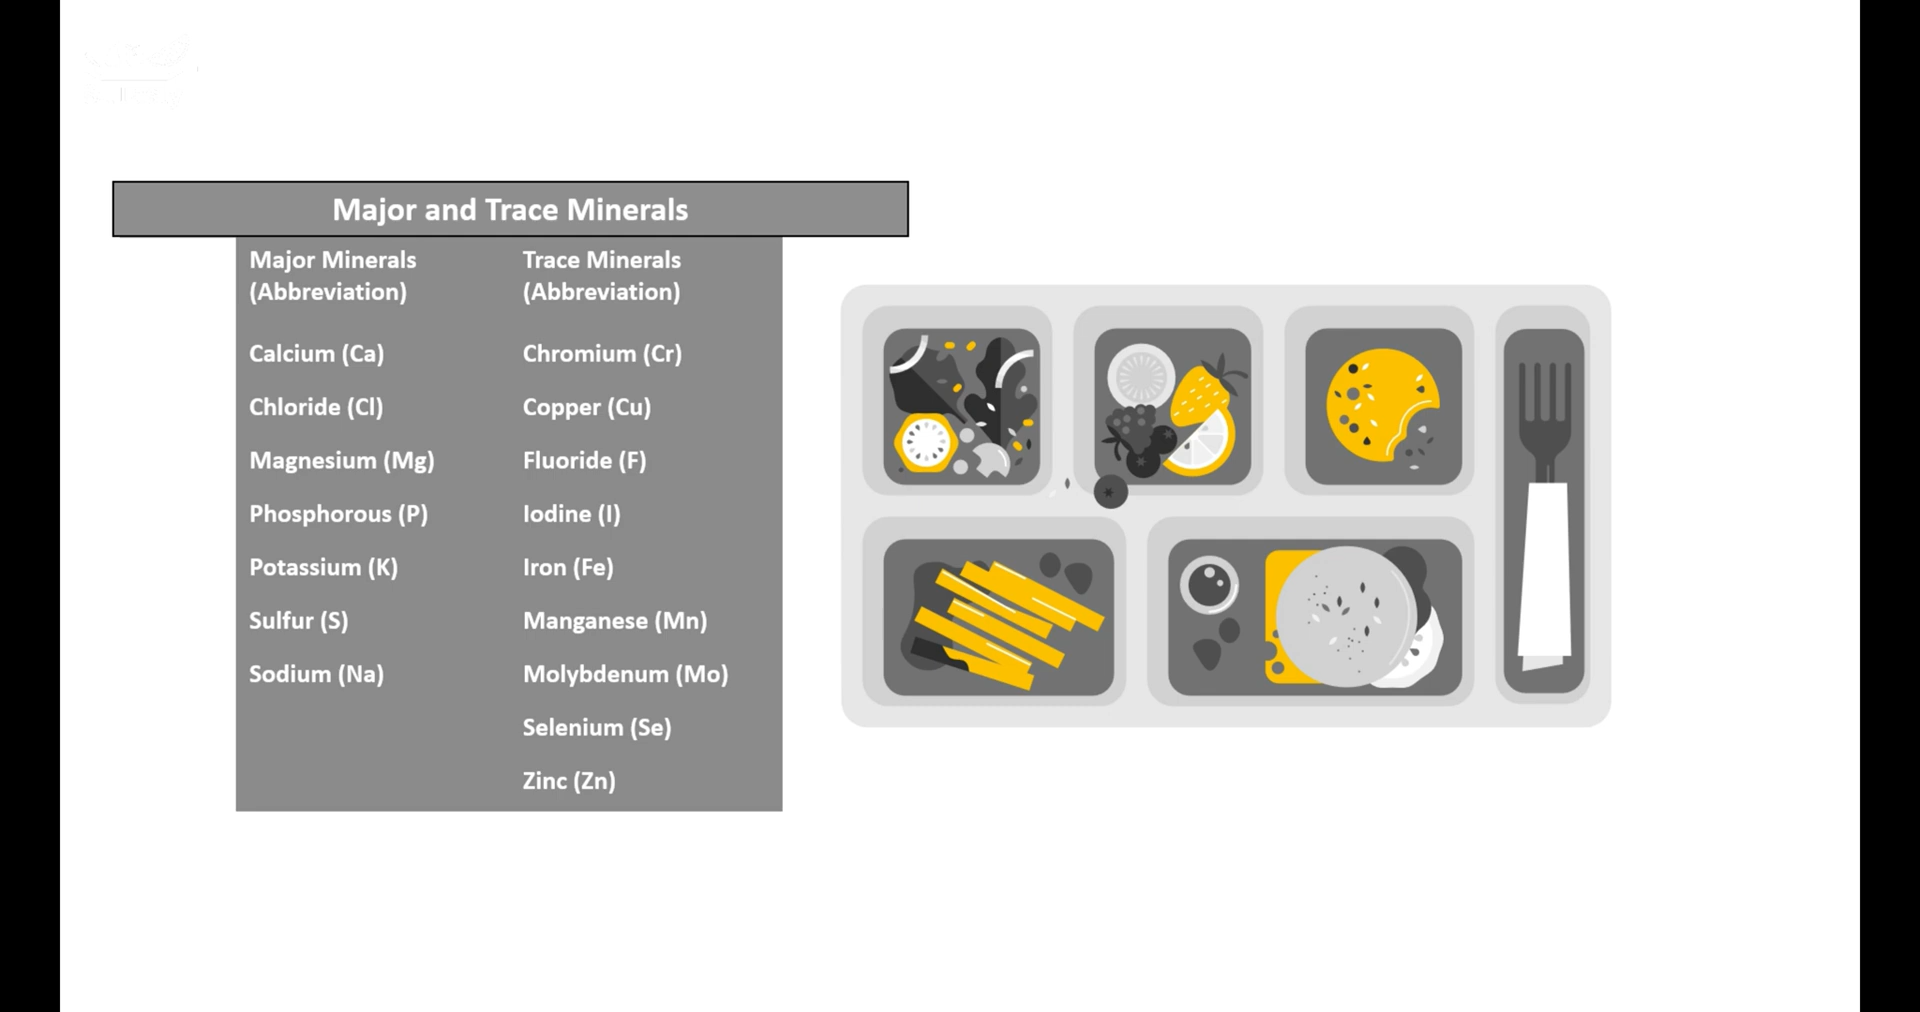 Major and Trace Minerals
Major Minerals
(Abbreviation)
Trace Minerals
(Abbreviation)
Calcium (Ca)
Chromium (Cr)
Chloride (Cl)
Copper (Cu)
Magnesium (Mg)
Fluoride (F)
Phosphorous (P)
Iodine (I)
Potassium (K)
Iron (Fe)
Sulfur (S)
Manganese (Mn)
Sodium (Na)
Molybdenum (Mo)
Selenium (Se)
Zinc (Zn)